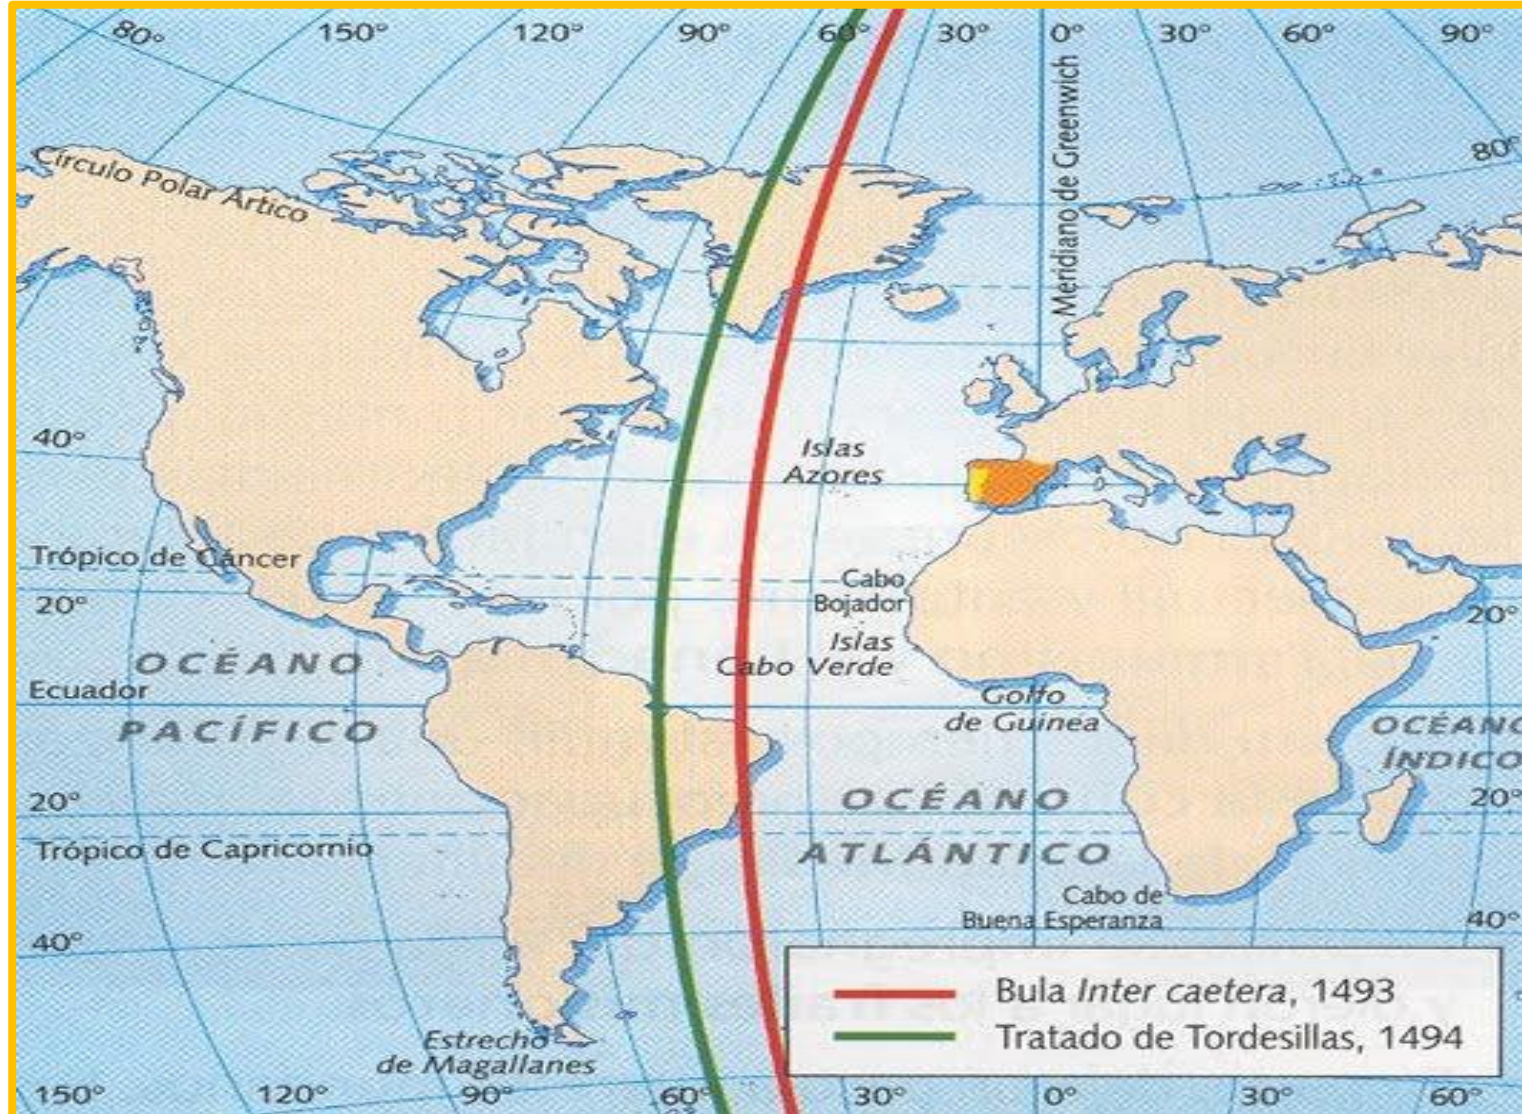 80° 150° 120° 90° 60° 30° 0° 30° 60° 90°
Meridiano de Greenwich
80°
Círculo Polar Ártico
40°
Islas
Azores
Trópico de Cáncer
20°
Cabo
Bojador
20°
Islas
Cabo Verde
OCÉANO
PACÍFICO
Ecuador
Golfo
de Guinea
OCÉANO
ÍNDICO
20°
OCÉANO
ATLÁNTICO
20°
Trópico de Capricornio
Cabo de
Buena Esperanza
40°
40°
Bula Inter caetera, 1493
Tratado de Tordesillas, 1494
Estrecho
de Magallanes
150° 120° 90° 60° 30° 0° 30° 60°